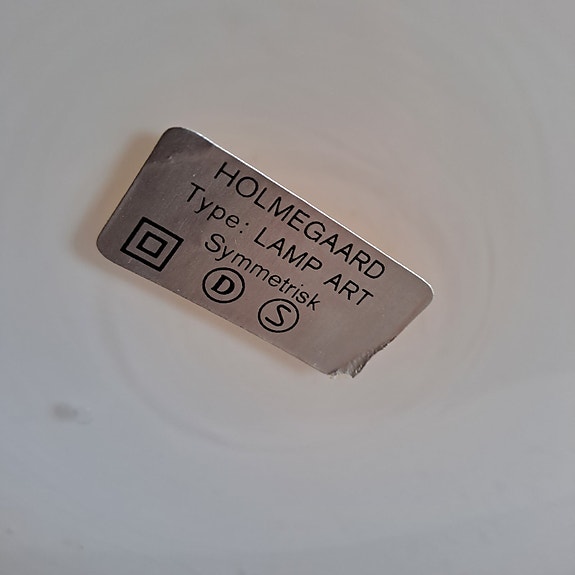 HOLMEGAARD
Type: LAMP ART
Symmetrisk
D S